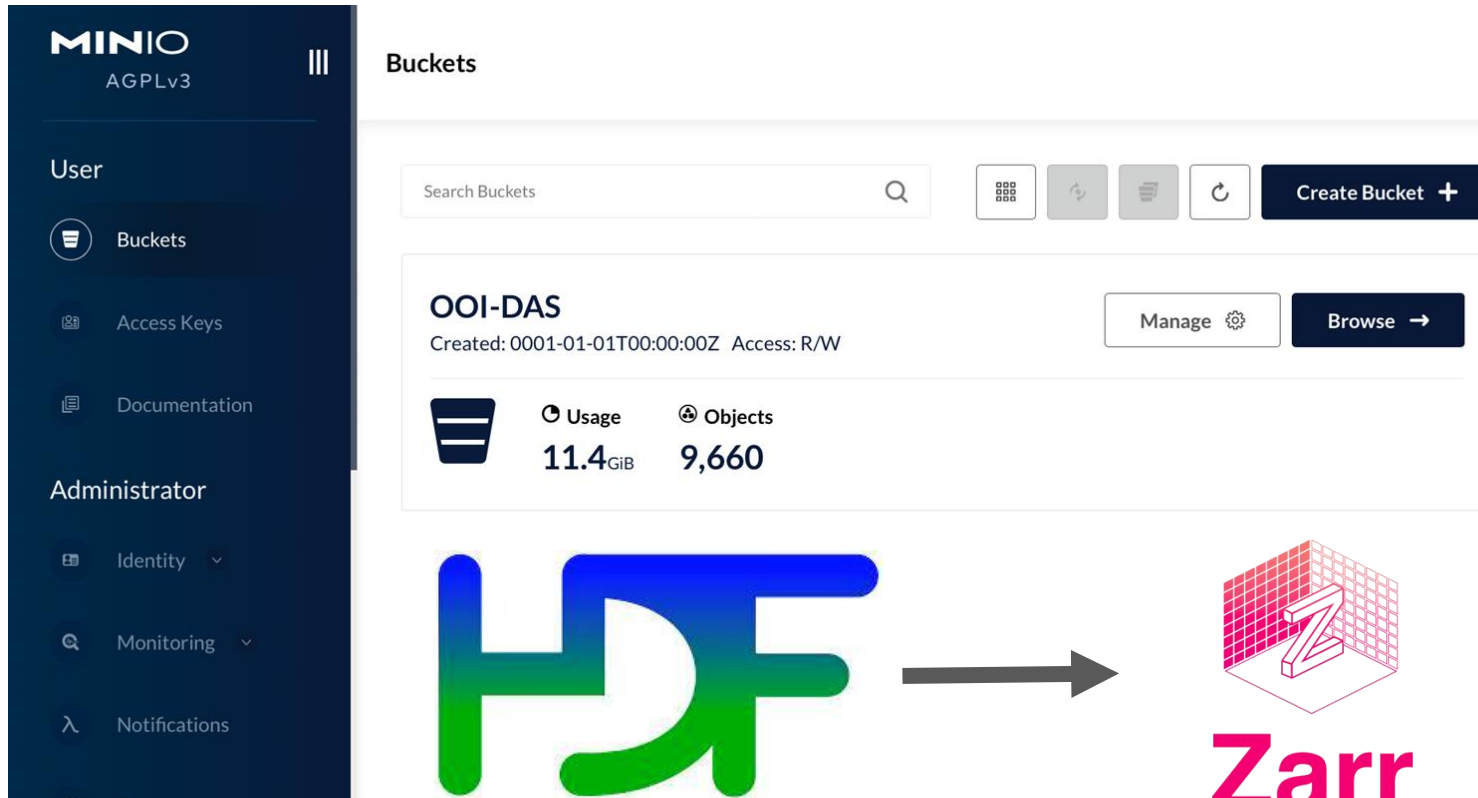 MINIO
AGPLv3
Buckets
User
Search Buckets
Create Bucket +
Buckets
OOI-DAS
Manage
Browse →
Access Keys
Created: 0001-01-01T00:00:00Z Access: R/W
Documentation
Usage
Objects
11.4GiB
9,660
Administrator
Identity
HDF
Monitoring
Notifications
Zarr